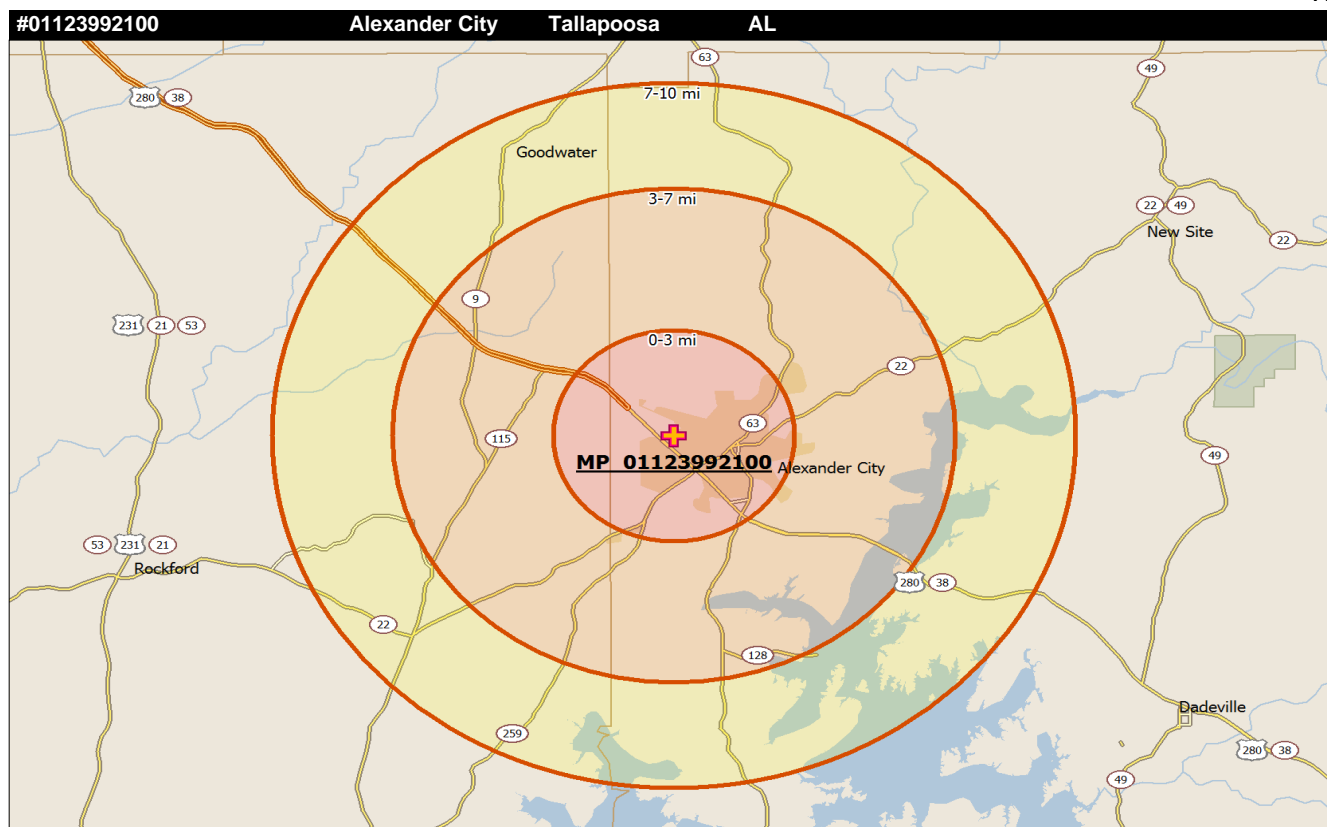 #01123992100 Alexander City Tallapoosa AL
63
49
7-10 mi
280 38
Goodwater
3-7 mi
22 49
New Site
22
9
231 21 53
0-3 mi
22
63
115
MP 01123992100
Alexander City
49
53 231 21
Rockford
280 38
22
128
Dadeville
259
280 38
49